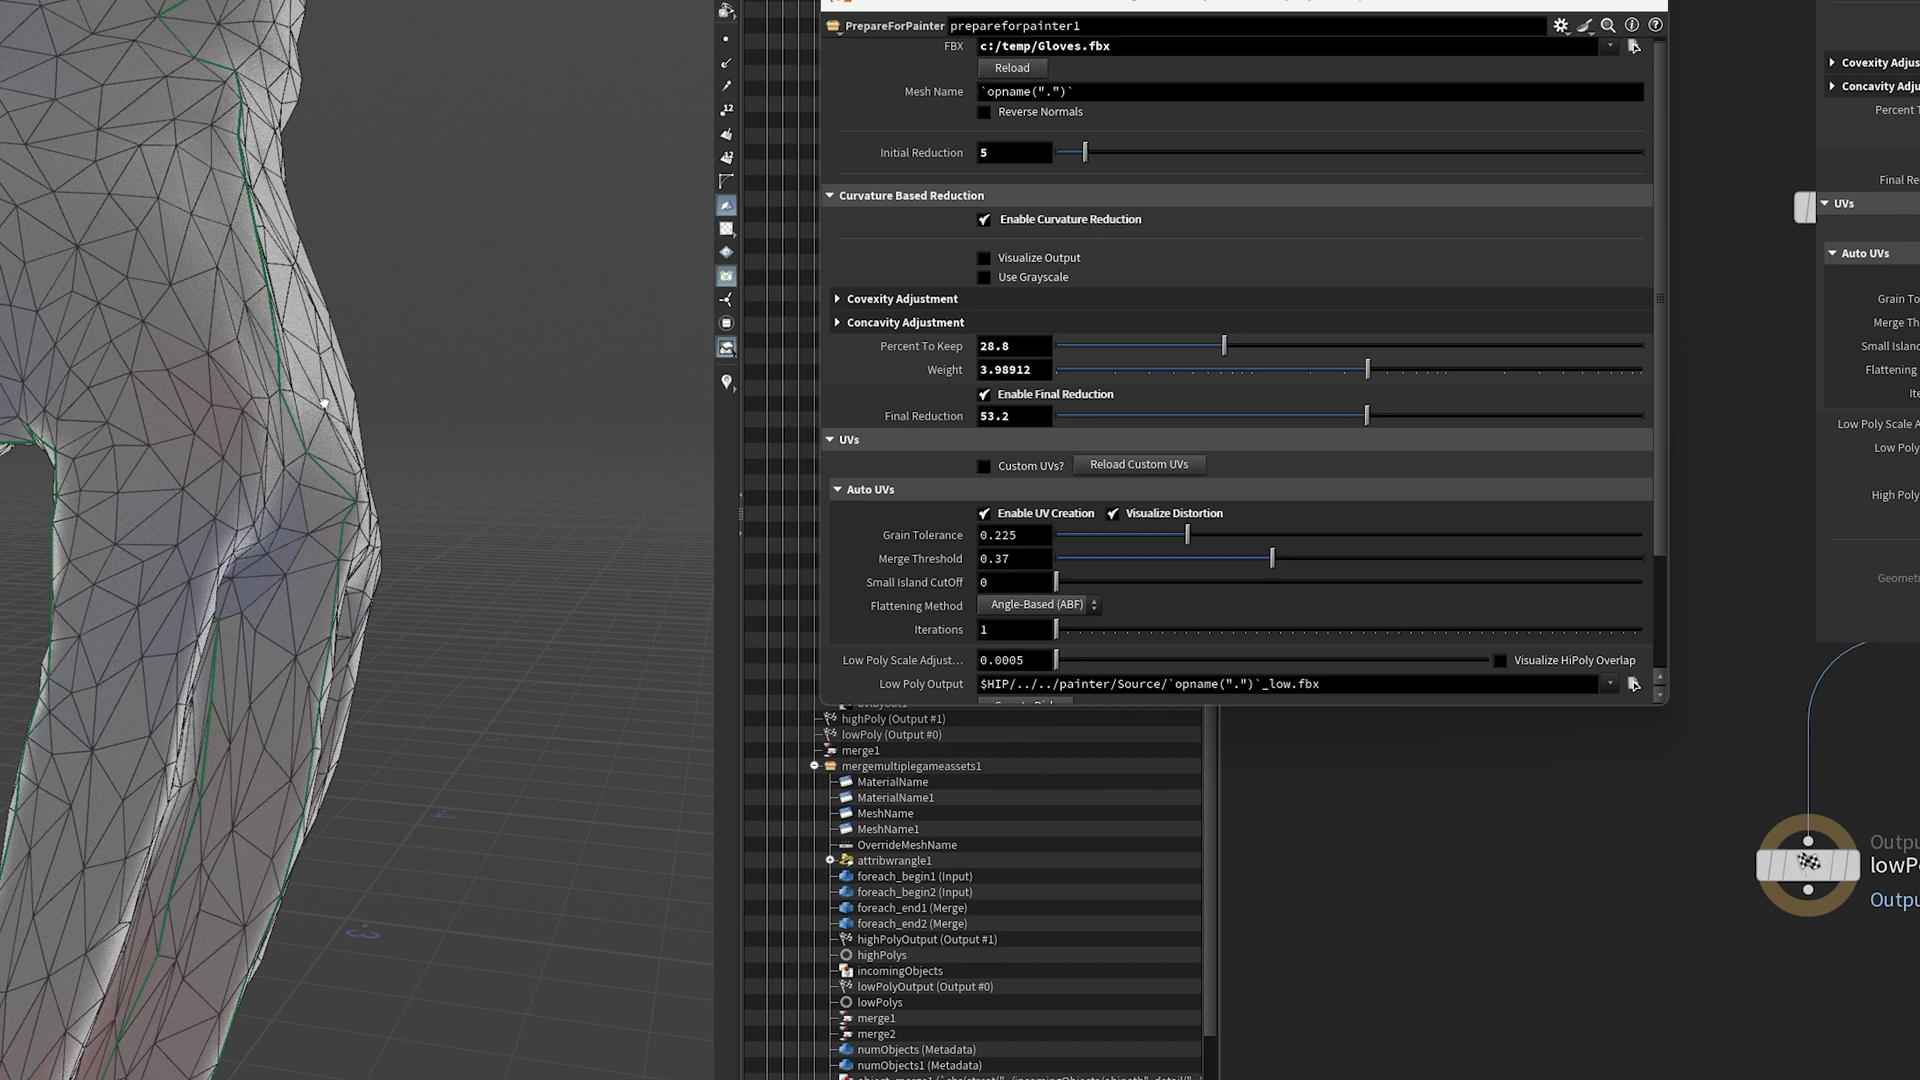 PrepareForPainter prepareforpainter1
FBX c:/temp/Gloves.fbx
Reload
Mesh Name `opname(".")`
Reverse Normals
Initial Reduction 5
Curvature Based Reduction
Enable Curvature Reduction
Visualize Output
Use Grayscale
Covexity Adjustment
Concavity Adjustment
Percent To Keep 28.8
Weight 3.98912
Enable Final Reduction
Final Reduction 53.2
UVs
Custom UVs? Reload Custom UVs
Auto UVs
Enable UV Creation Visualize Distortion
Grain Tolerance 0.225
Merge Threshold 0.37
Small Island CutOff 0
Flattening Method Angle-Based (ABF)
Iterations 1
Low Poly Scale Adjust... 0.0005 Visualize HiPoly Overlap
Low Poly Output $HIP/../../painter/Source/`opname(".")`_low.fbx
highPoly (Output #1)
lowPoly (Output #0)
merge1
mergemultiplegameassets1
MaterialName
MaterialName1
MeshName
MeshName1
OverrideMeshName
attribwrangle1
foreach_begin1 (Input)
foreach_begin2 (Input)
foreach_end1 (Merge)
foreach_end2 (Merge)
highPolyOutput (Output #1)
highPolys
incomingObjects
lowPolyOutput (Output #0)
lowPolys
merge1
merge2
numObjects (Metadata)
numObjects1 (Metadata)
12
12
Covexity Adjus
Concavity Adju
Percent T
Final Re
UVs
Auto UVs
Grain To
Merge Th
Small Island
Flattening
Ite
Low Poly Scale A
Low Poly
High Poly
Geomet
Outpu
lowPo
Outpu